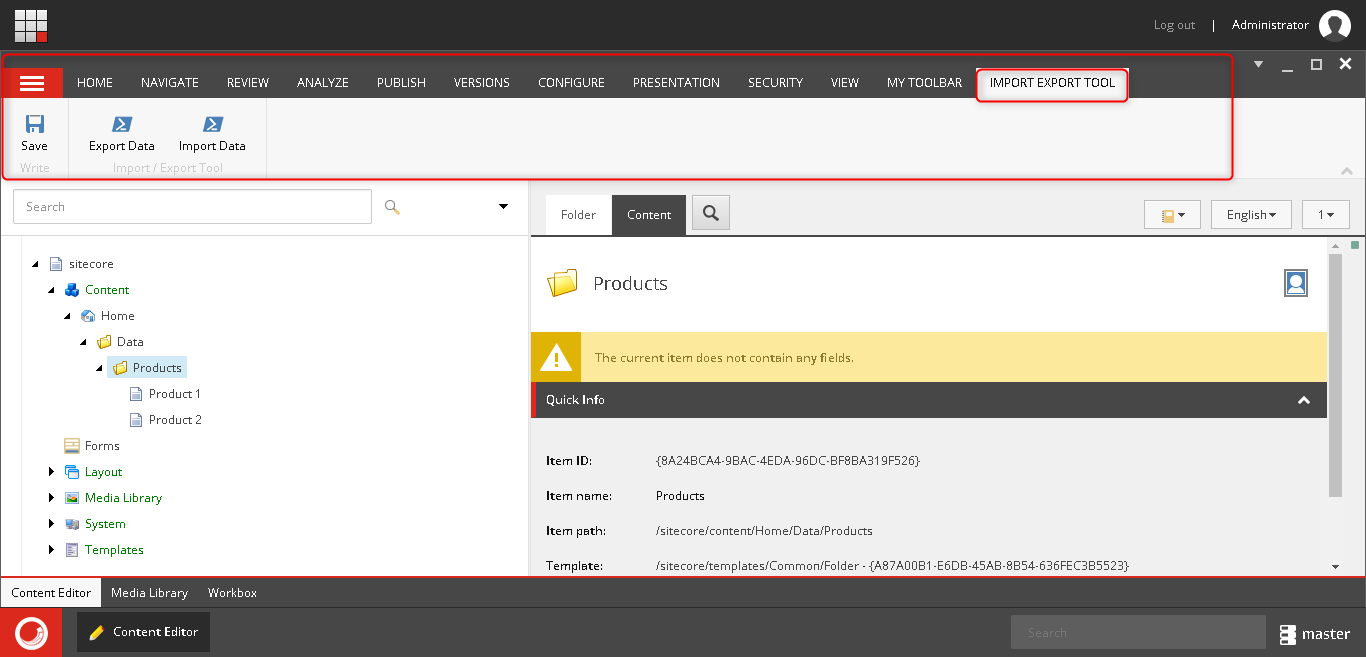 Log out | Administrator
HOME NAVIGATE REVIEW ANALYZE PUBLISH VERSIONS CONFIGURE PRESENTATION SECURITY VIEW MY TOOLBAR IMPORT EXPORT TOOL
Save Export Data Import Data
Write Import / Export Tool
Search
Folder Content English 1
sitecore
Content
Home
Data
Products
Product 1
Product 2
Forms
Layout
Media Library
System
Templates
Products
The current item does not contain any fields.
Quick Info
Item ID: {8A24BCA4-9BAC-4EDA-96DC-BF8BA319F526}
Item name: Products
Item path: /sitecore/content/Home/Data/Products
Template: /sitecore/templates/Common/Folder - {A87A00B1-E6DB-45AB-8B54-636FEC3B5523}
Content Editor Media Library Workbox
Content Editor Search master